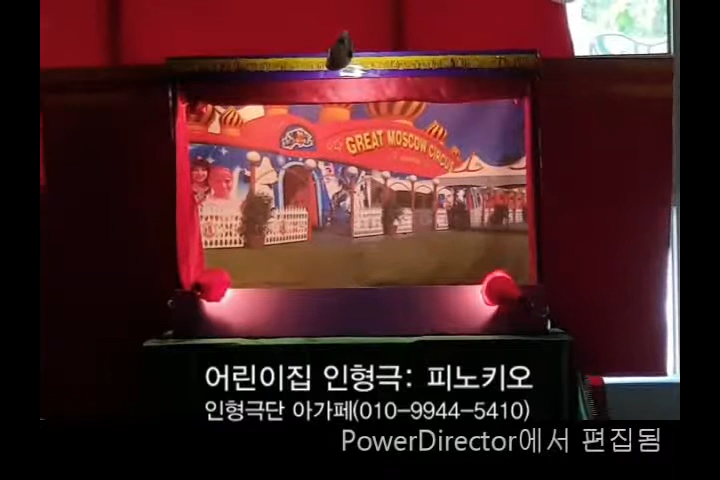 GREAT MOSCOW CIRCUS
어린이집 인형극: 피노키오
인형극단 아가페(010-9944-5410)
PowerDirector에서 편집됨